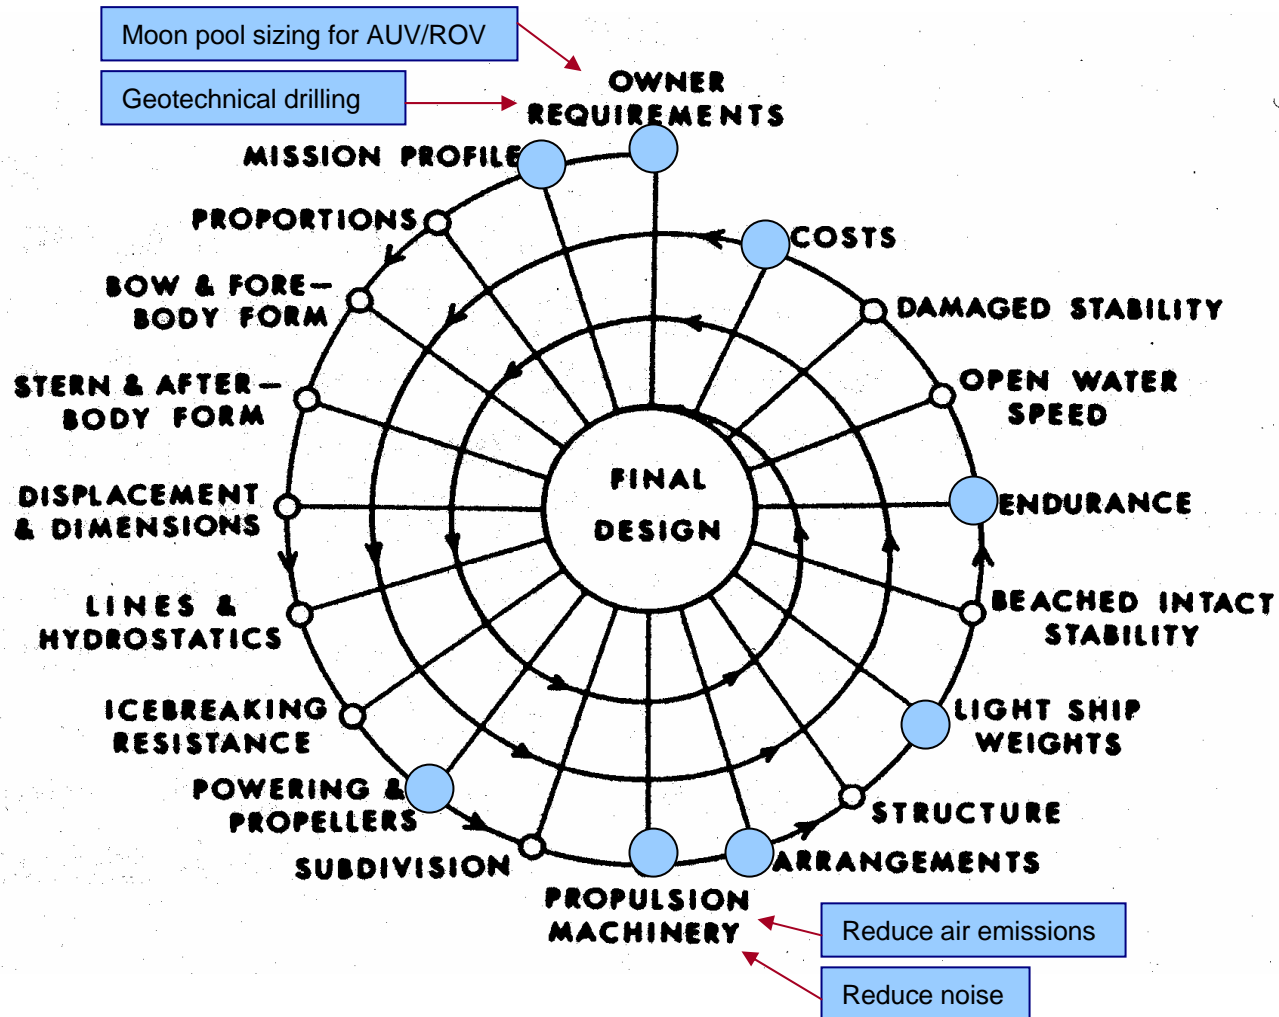 Moon pool sizing for AUV/ROV
Geotechnical drilling
OWNER
REQUIREMENTS
MISSION PROFILE
PROPORTIONS
BOW & FORE–
BODY FORM
STERN & AFTER–
BODY FORM
DISPLACEMENT
& DIMENSIONS
LINES &
HYDROSTATICS
ICEBREAKING
RESISTANCE
POWERING &
PROPELLERS
SUBDIVISION
PROPULSION
MACHINERY
ARRANGEMENTS
STRUCTURE
LIGHT SHIP
WEIGHTS
BEACHED INTACT
STABILITY
ENDURANCE
OPEN WATER
SPEED
DAMAGED STABILITY
COSTS
FINAL
DESIGN
Reduce air emissions
Reduce noise